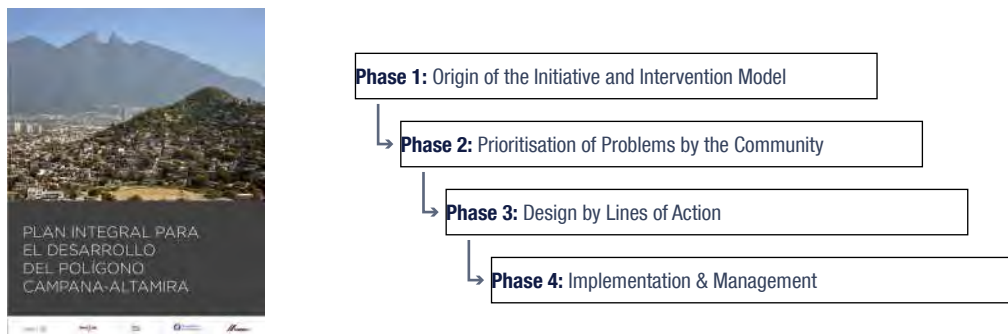 PLAN INTEGRAL PARA
EL DESARROLLO
DEL POLÍGONO
CAMPANA-ALTAMIRA
Phase 1: Origin of the Initiative and Intervention Model
Phase 2: Prioritisation of Problems by the Community
Phase 3: Design by Lines of Action
Phase 4: Implementation & Management